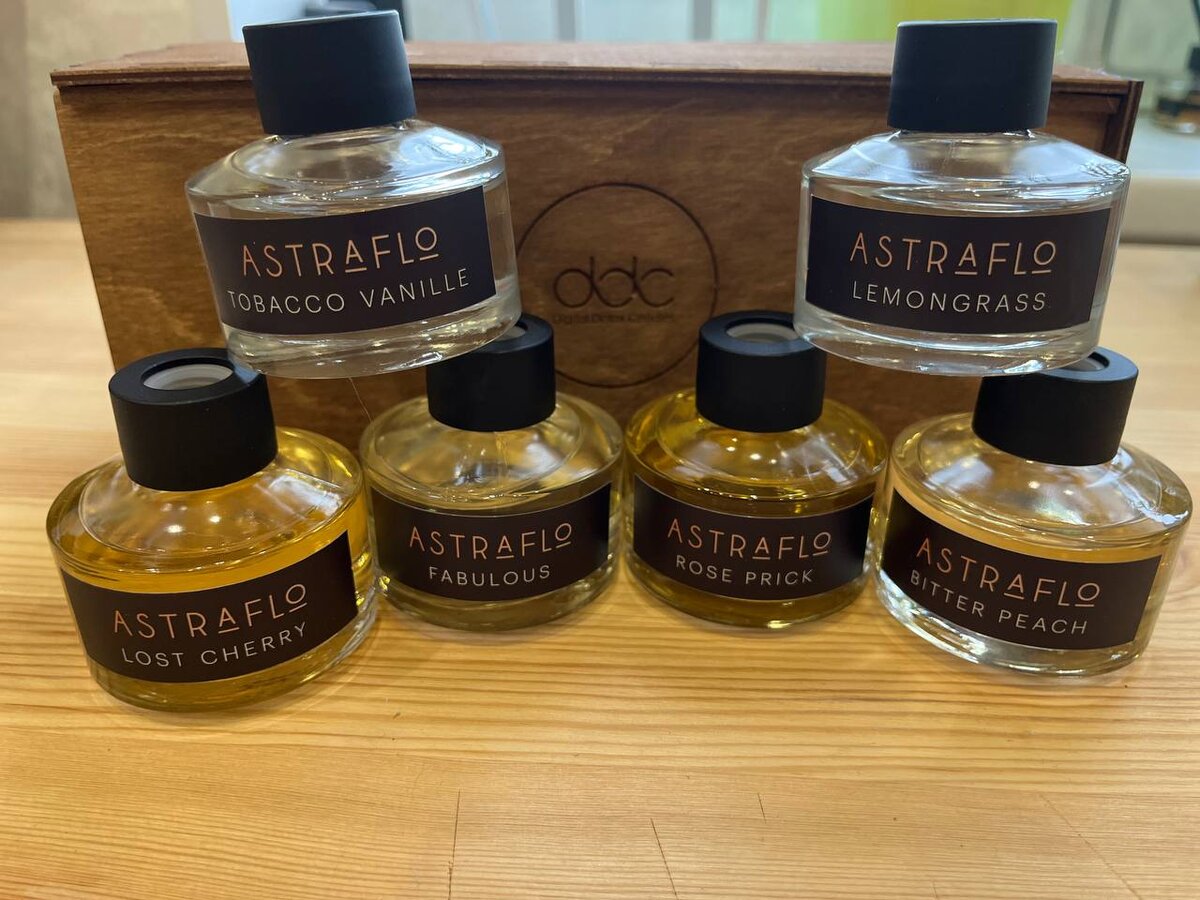 ASTRAFLO
TOBACCO VANILLE
ASTRAFLO
LEMONGRASS
ddc
ASTRAFLO
LOST CHERRY
ASTRAFLO
FABULOUS
ASTRAFLO
ROSE PRICK
ASTRAFLO
BITTER PEACH